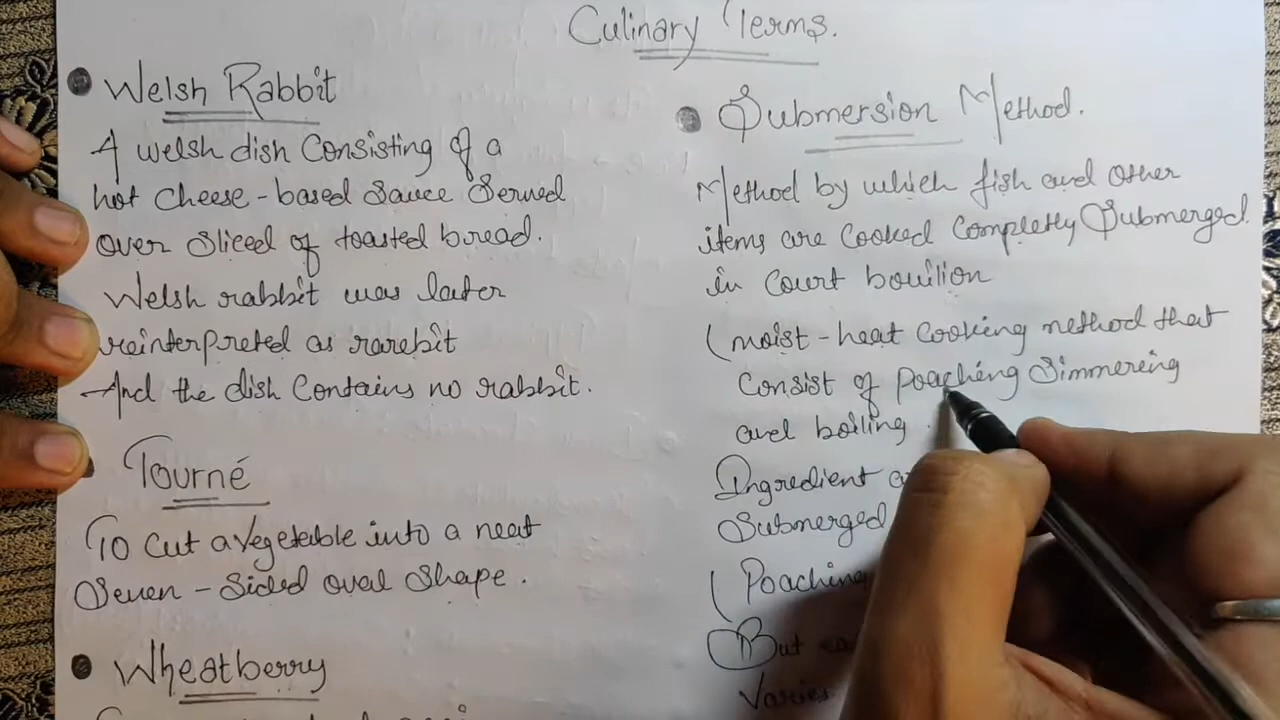 Culinary Terms.
Welsh Rabbit
A welsh dish Consisting of a
hot cheese-based Sauce Served
over Sliced of toasted bread.
Welsh rabbit was later
reinterpreted as rarebit
And the dish Contains no rabbit.
Tourné
To Cut a vegetable into a neat
Seven-Sided oval Shape.
Wheatberry
Submersion Method.
Method by which fish and other
items are Cooked Completly Submerged
in Court bouilion
(moist-heat Cooking method that
Consist of Poaching Simmereing
and boiling.
Ingredient
Submerged
(Poaching
But
Varies